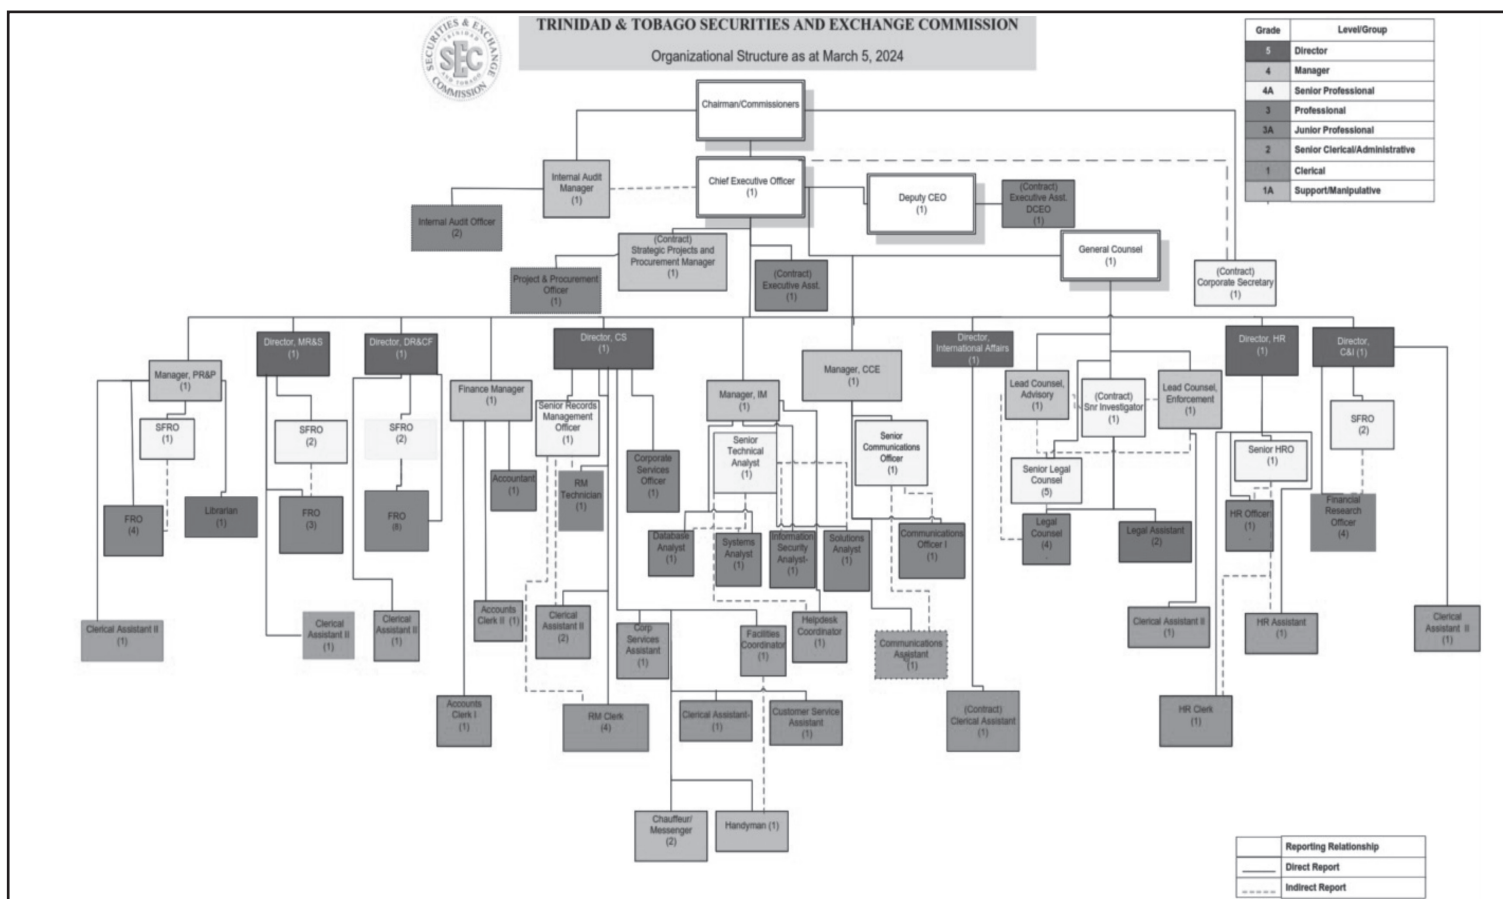 TRINIDAD & TOBAGO SECURITIES AND EXCHANGE COMMISSION
Organizational Structure as at March 5, 2024
SECURITIES & EXCHANGE
TRINIDAD
SEC
AND TOBAGO
COMMISSION
Grade Level/Group
5 Director
4 Manager
4A Senior Professional
3 Professional
3A Junior Professional
2 Senior Clerical/Administrative
1 Clerical
1A Support/Manipulative
Chairman/Commissioners
Internal Audit
Manager
(1)
Chief Executive Officer
(1)
Deputy CEO
(1)
(Contract)
Executive Asst.
DCEO
(1)
Internal Audit Officer
(2)
(Contract)
Strategic Projects and
Procurement Manager
(1)
General Counsel
(1)
Project & Procurement
Officer
(1)
(Contract)
Executive Asst.
(1)
(Contract)
Corporate Secretary
(1)
Director, MR&S
(1)
Director, DR&CF
(1)
Director, CS
(1)
Director,
International Affairs
(1)
Director, HR
(1)
Director,
C&I (1)
Manager, PR&P
(1)
Finance Manager
(1)
Manager, IM
(1)
Manager, CCE
(1)
Lead Counsel,
Advisory
(1)
(Contract)
Snr Investigator
(1)
Lead Counsel,
Enforcement
(1)
SFRO
(1)
SFRO
(2)
SFRO
(2)
Senior Records
Management
Officer
(1)
Senior
Technical
Analyst
(1)
Senior
Communications
Officer
(1)
Senior Legal
Counsel
(5)
Senior HRO
(1)
SFRO
(2)
FRO
(4)
Librarian
(1)
FRO
(3)
FRO
(8)
Accountant
(1)
RM
Technician
(1)
Corporate
Services
Officer
(1)
Database
Analyst
(1)
Systems
Analyst
(1)
Information
Security
Analyst-
(1)
Solutions
Analyst
(1)
Communications
Officer I
(1)
Legal
Counsel
(4)
Legal Assistant
(2)
HR Officer
(1)
Financial
Research
Officer
(4)
Clerical Assistant II
(1)
Clerical
Assistant II
(1)
Clerical
Assistant II
(1)
Accounts
Clerk II (1)
Clerical
Assistant II
(2)
Corp
Services
Assistant
(1)
Facilities
Coordinator
(1)
Helpdesk
Coordinator
(1)
Communications
Assistant
(1)
Clerical Assistant II
(1)
HR Assistant
(1)
Clerical
Assistant II
(1)
Accounts
Clerk I
(1)
RM Clerk
(4)
Clerical Assistant-
(1)
Customer Service
Assistant
(1)
(Contract)
Clerical Assistant
(1)
HR Clerk
(1)
Chauffeur/
Messenger
(2)
Handyman (1)
Reporting Relationship
Direct Report
Indirect Report